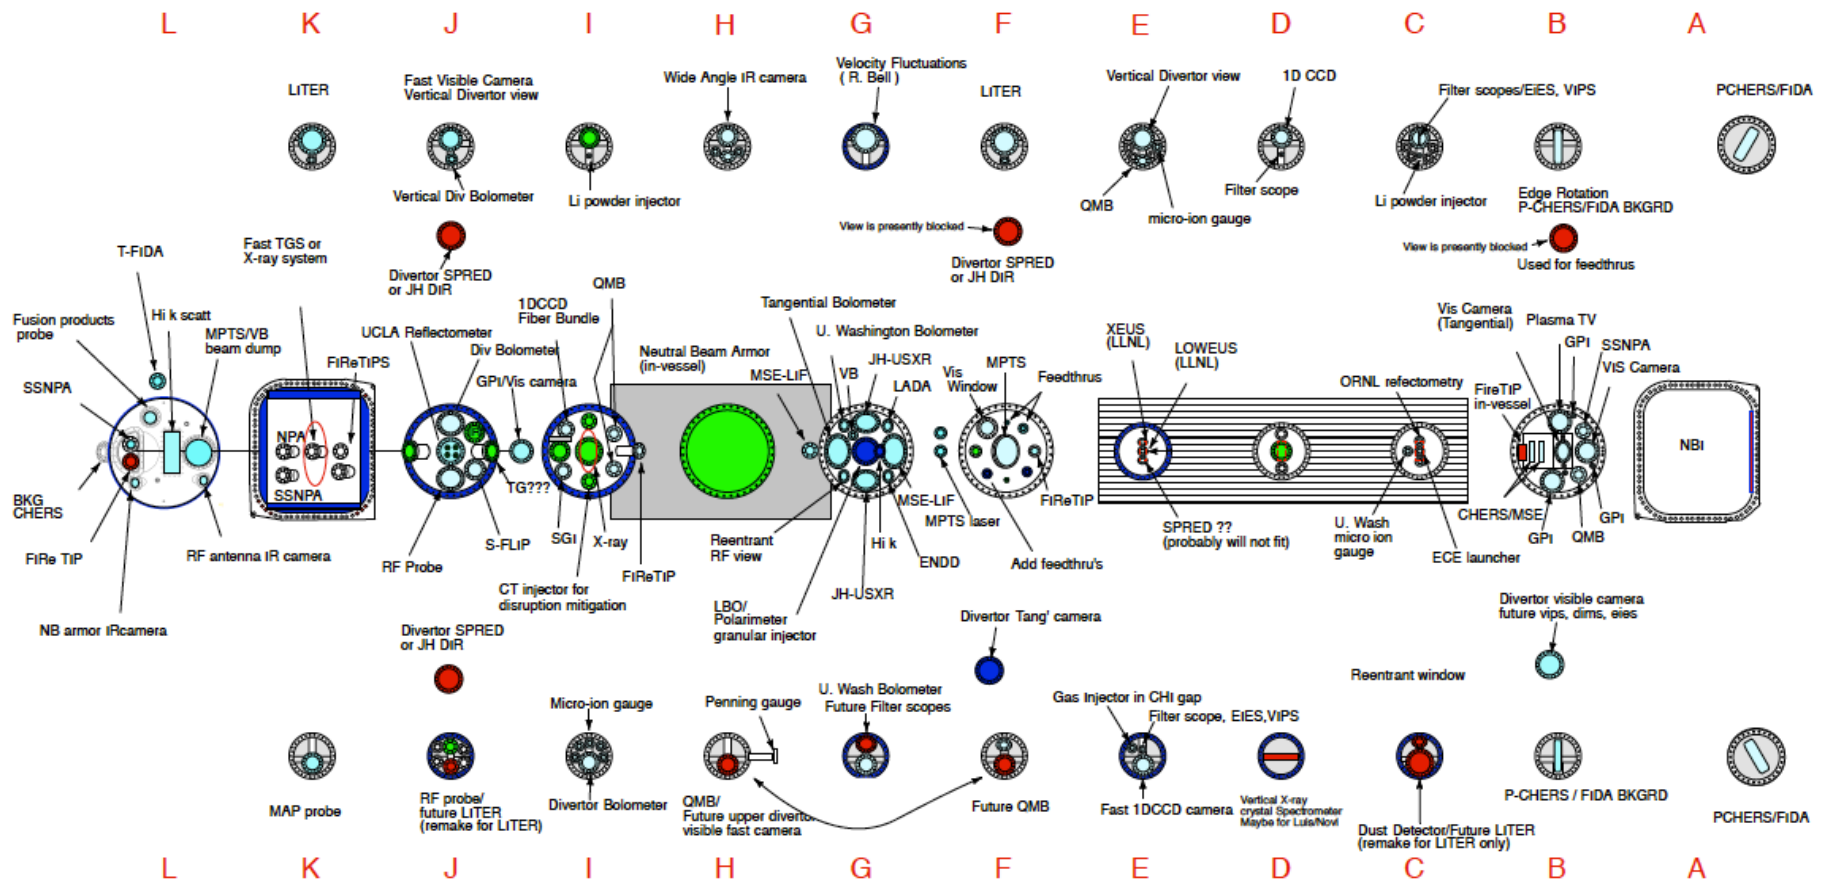 L K J I H G F E D C B A
LITER
Fast Visible Camera
Vertical Divertor view
Wide Angle IR camera
Velocity Fluctuations
( R. Bell )
LITER
Vertical Divertor view
1D CCD
Filter scopes/EIES, VIPS
PCHERS/FIDA
Vertical Div Bolometer
Li powder injector
QMB
micro-ion gauge
Filter scope
Li powder injector
Edge Rotation
P-CHERS/FIDA BKGRD
T-FIDA
Fast TGS or
X-ray system
Divertor SPRED
or JH DIR
QMB
View is presently blocked
Divertor SPRED
or JH DIR
View is presently blocked
Used for feedthrus
Fusion products
probe
Hi k scatt
MPTS/VB
beam dump
SSNPA
FIReTIPS
UCLA Reflectometer
Div Bolometer
GPI/Vis camera
1DCCD
Fiber Bundle
Neutral Beam Armor
(in-vessel)
Tangential Bolometer
U. Washington Bolometer
MSE-LIF
VB
JH-USXR
LADA
Vis
Window
MPTS
Feedthrus
XEUS
(LLNL)
LOWEUS
(LLNL)
ORNL refectometry
Vis Camera
(Tangential)
Plasma TV
GPI
SSNPA
VIS Camera
FireTIP
in-vessel
NPA
SSNPA
NBI
BKG
CHERS
FIRe TIP
RF antenna IR camera
NB armor IRcamera
RF Probe
S-FLIP
TG???
SGI
X-ray
CT injector for
disruption mitigation
FIReTIP
Reentrant
RF view
LBO/
Polarimeter
granular injector
JH-USXR
Hi k
ENDD
MSE-LIF
MPTS laser
FIReTIP
Add feedthru's
SPRED ??
(probably will not fit)
U. Wash
micro ion
gauge
ECE launcher
CHERS/MSE
GPI
QMB
GPI
Divertor SPRED
or JH DIR
Divertor Tang' camera
Divertor visible camera
future vips, dims, eies
Reentrant window
Micro-ion gauge
Penning gauge
U. Wash Bolometer
Future Filter scopes
Gas Injector in CHI gap
Filter scope, EIES,VIPS
MAP probe
RF probe/
future LITER
(remake for LITER)
Divertor Bolometer
QMB/
Future upper divertor
visible fast camera
Future QMB
Fast 1DCCD camera
Vertical X-ray
crystal Spectrometer
Maybe for Luis/Novi
Dust Detector/Future LITER
(remake for LITER only)
P-CHERS / FIDA BKGRD
PCHERS/FIDA
L K J I H G F E D C B A